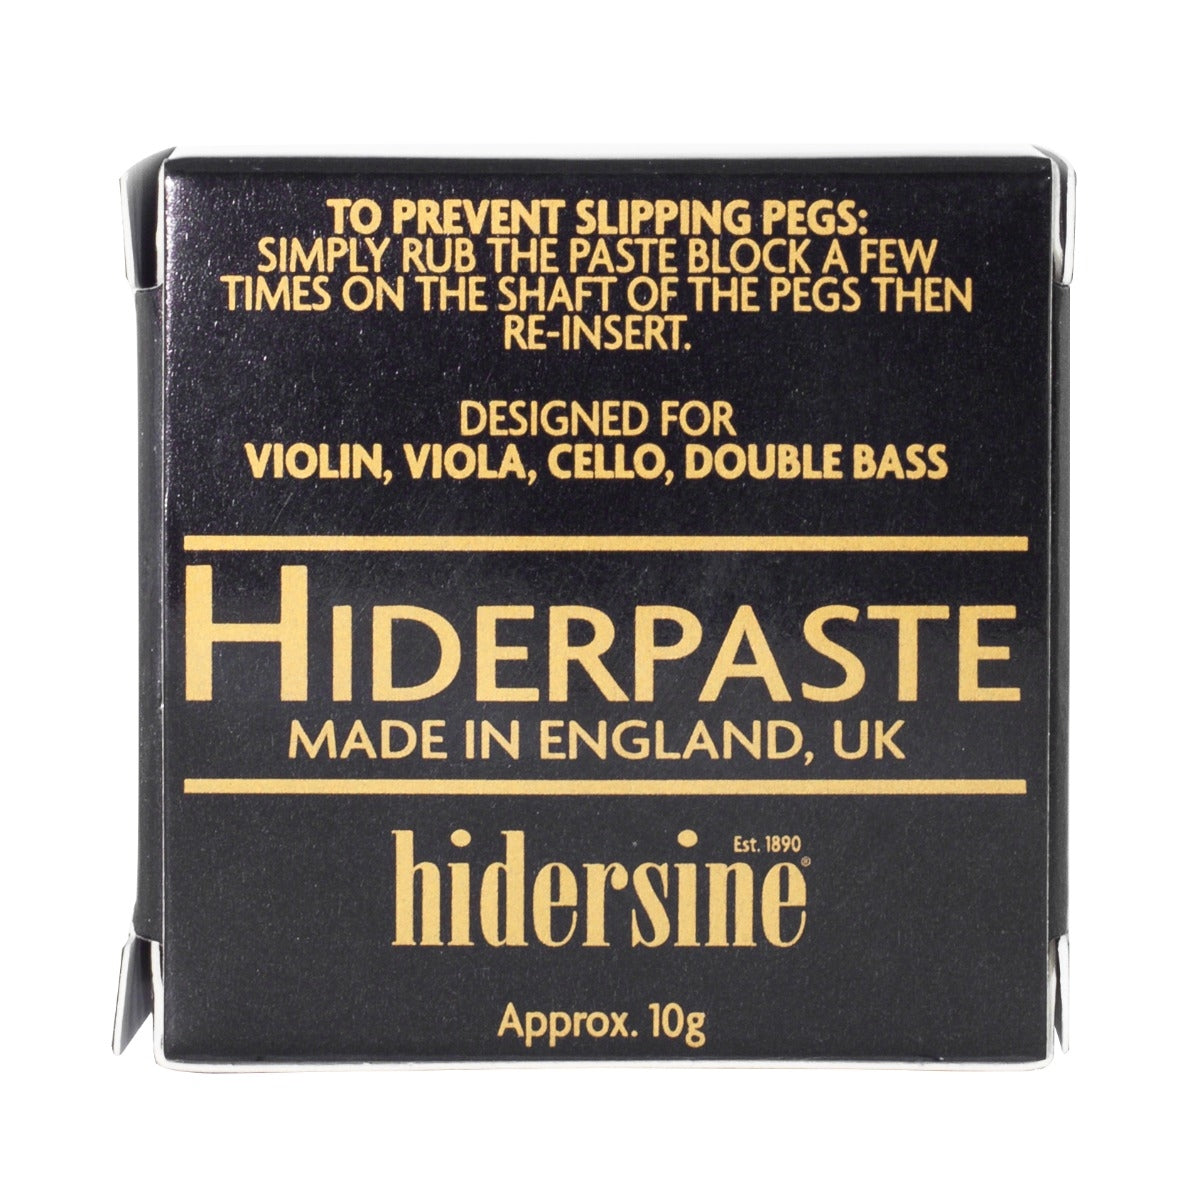 TO PREVENT SLIPPING PEGS:
SIMPLY RUB THE PASTE BLOCK A FEW
TIMES ON THE SHAFT OF THE PEGS THEN
RE-INSERT.
DESIGNED FOR
VIOLIN, VIOLA, CELLO, DOUBLE BASS
HIDERPASTE
MADE IN ENGLAND, UK
Est. 1890
hidersine®
Approx. 10g